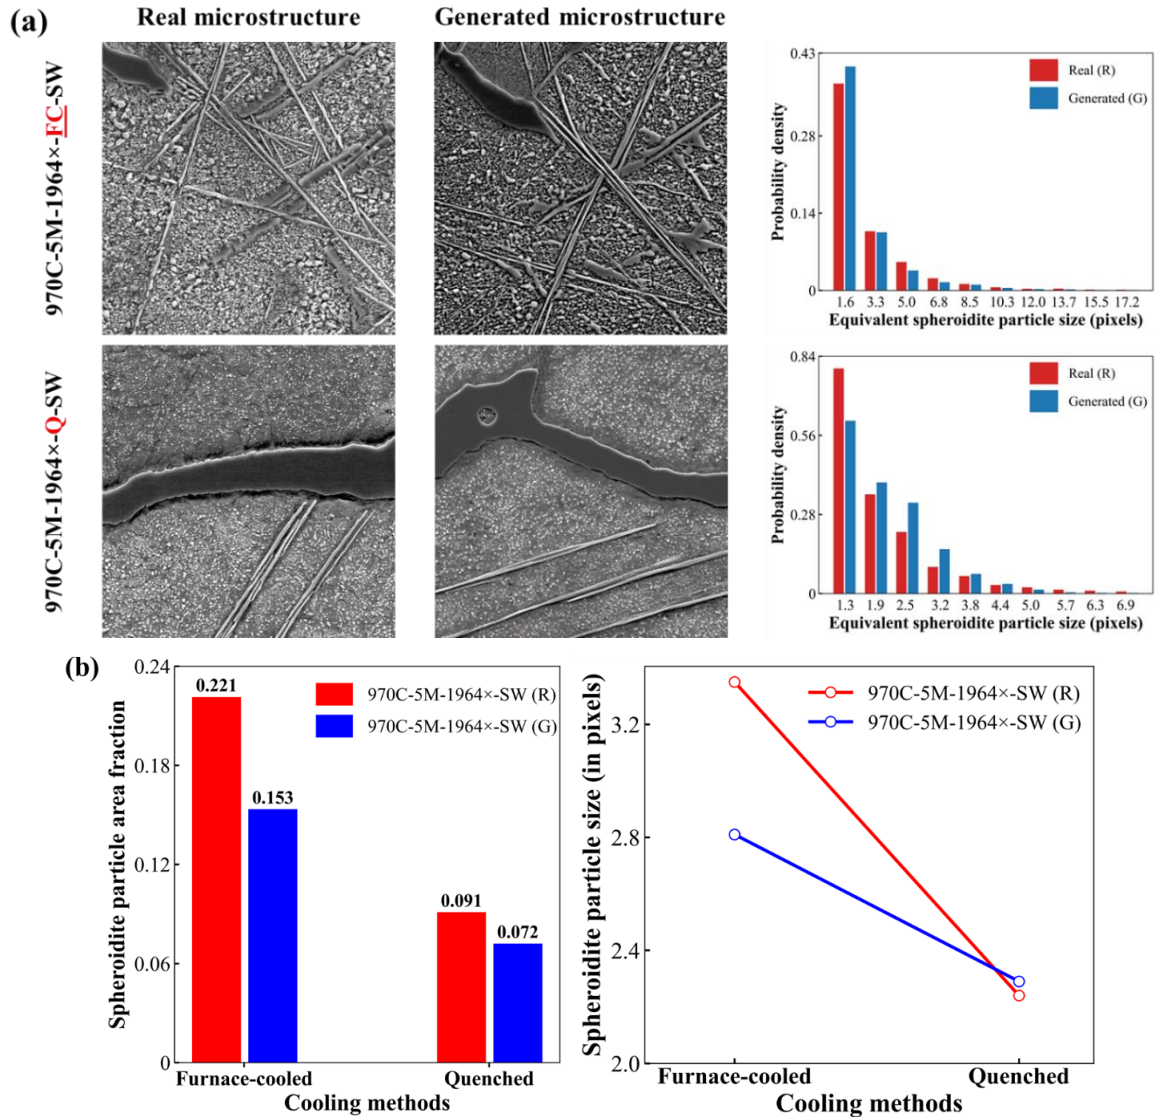 (a)
Real microstructure
Generated microstructure
970C-5M-1964×-FC-SW
0.43
0.28
0.14
0
Probability density
Real (R)
Generated (G)
1.6 3.3 5.0 6.8 8.5 10.3 12.0 13.7 15.5 17.2
Equivalent spheroidite particle size (pixels)
970C-5M-1964×-Q-SW
0.84
0.56
0.28
0
Probability density
Real (R)
Generated (G)
1.3 1.9 2.5 3.2 3.8 4.4 5.0 5.7 6.3 6.9
Equivalent spheroidite particle size (pixels)
(b)
0.24
0.18
0.12
0.06
0
Spheroidite particle area fraction
970C-5M-1964×-SW (R)
970C-5M-1964×-SW (G)
0.221
0.153
0.091
0.072
Furnace-cooled Quenched
Cooling methods
3.2
2.8
2.4
2.0
Spheroidite particle size (in pixels)
970C-5M-1964×-SW (R)
970C-5M-1964×-SW (G)
Furnace-cooled Quenched
Cooling methods